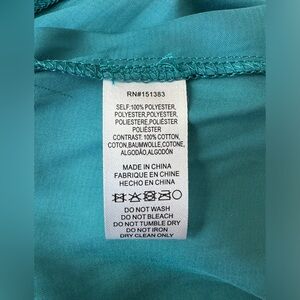 RN#151383
SELF:100% POLYESTER,
POLYESTER,POLYESTER,
POLIESTERE,POLIÉSTER
POLIÉSTER
CONTRAST: 100% COTTON,
COTON,BAUMWOLLE,COTONE,
ALGODÃO,ALGODÓN
MADE IN CHINA
FABRIQUE EN CHINE
HECHO EN CHINA
DO NOT WASH
DO NOT BLEACH
DO NOT TUMBLE DRY
DO NOT IRON
DRY CLEAN ONLY